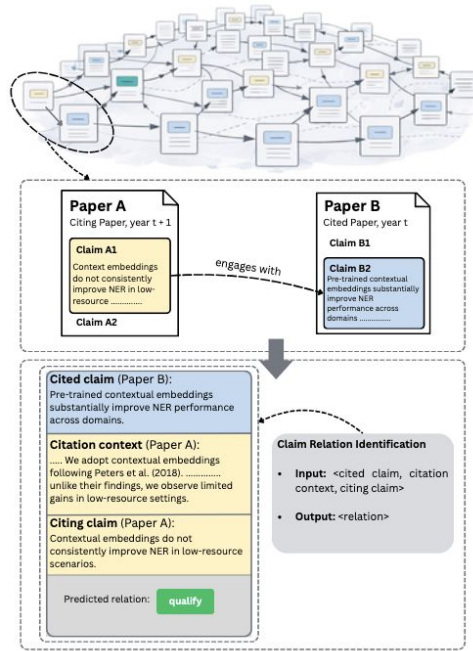 Paper A
Citing Paper, year t + 1
Claim A1
Context embeddings
do not consistently
improve NER in low-
resource ..............
Claim A2
engages with
Paper B
Cited Paper, year t
Claim B1
Claim B2
Pre-trained contextual
embeddings substantially
improve NER
performance across
domains ..............
Cited claim (Paper B):
Pre-trained contextual embeddings
substantially improve NER performance
across domains.
Citation context (Paper A):
..... We adopt contextual embeddings
following Peters et al. (2018). ..............
unlike their findings, we observe limited
gains in low-resource settings.
Citing claim (Paper A):
Contextual embeddings do not
consistently improve NER in low-resource
scenarios.
Predicted relation: qualify
Claim Relation Identification
• Input: <cited claim, citation
context, citing claim>
• Output: <relation>